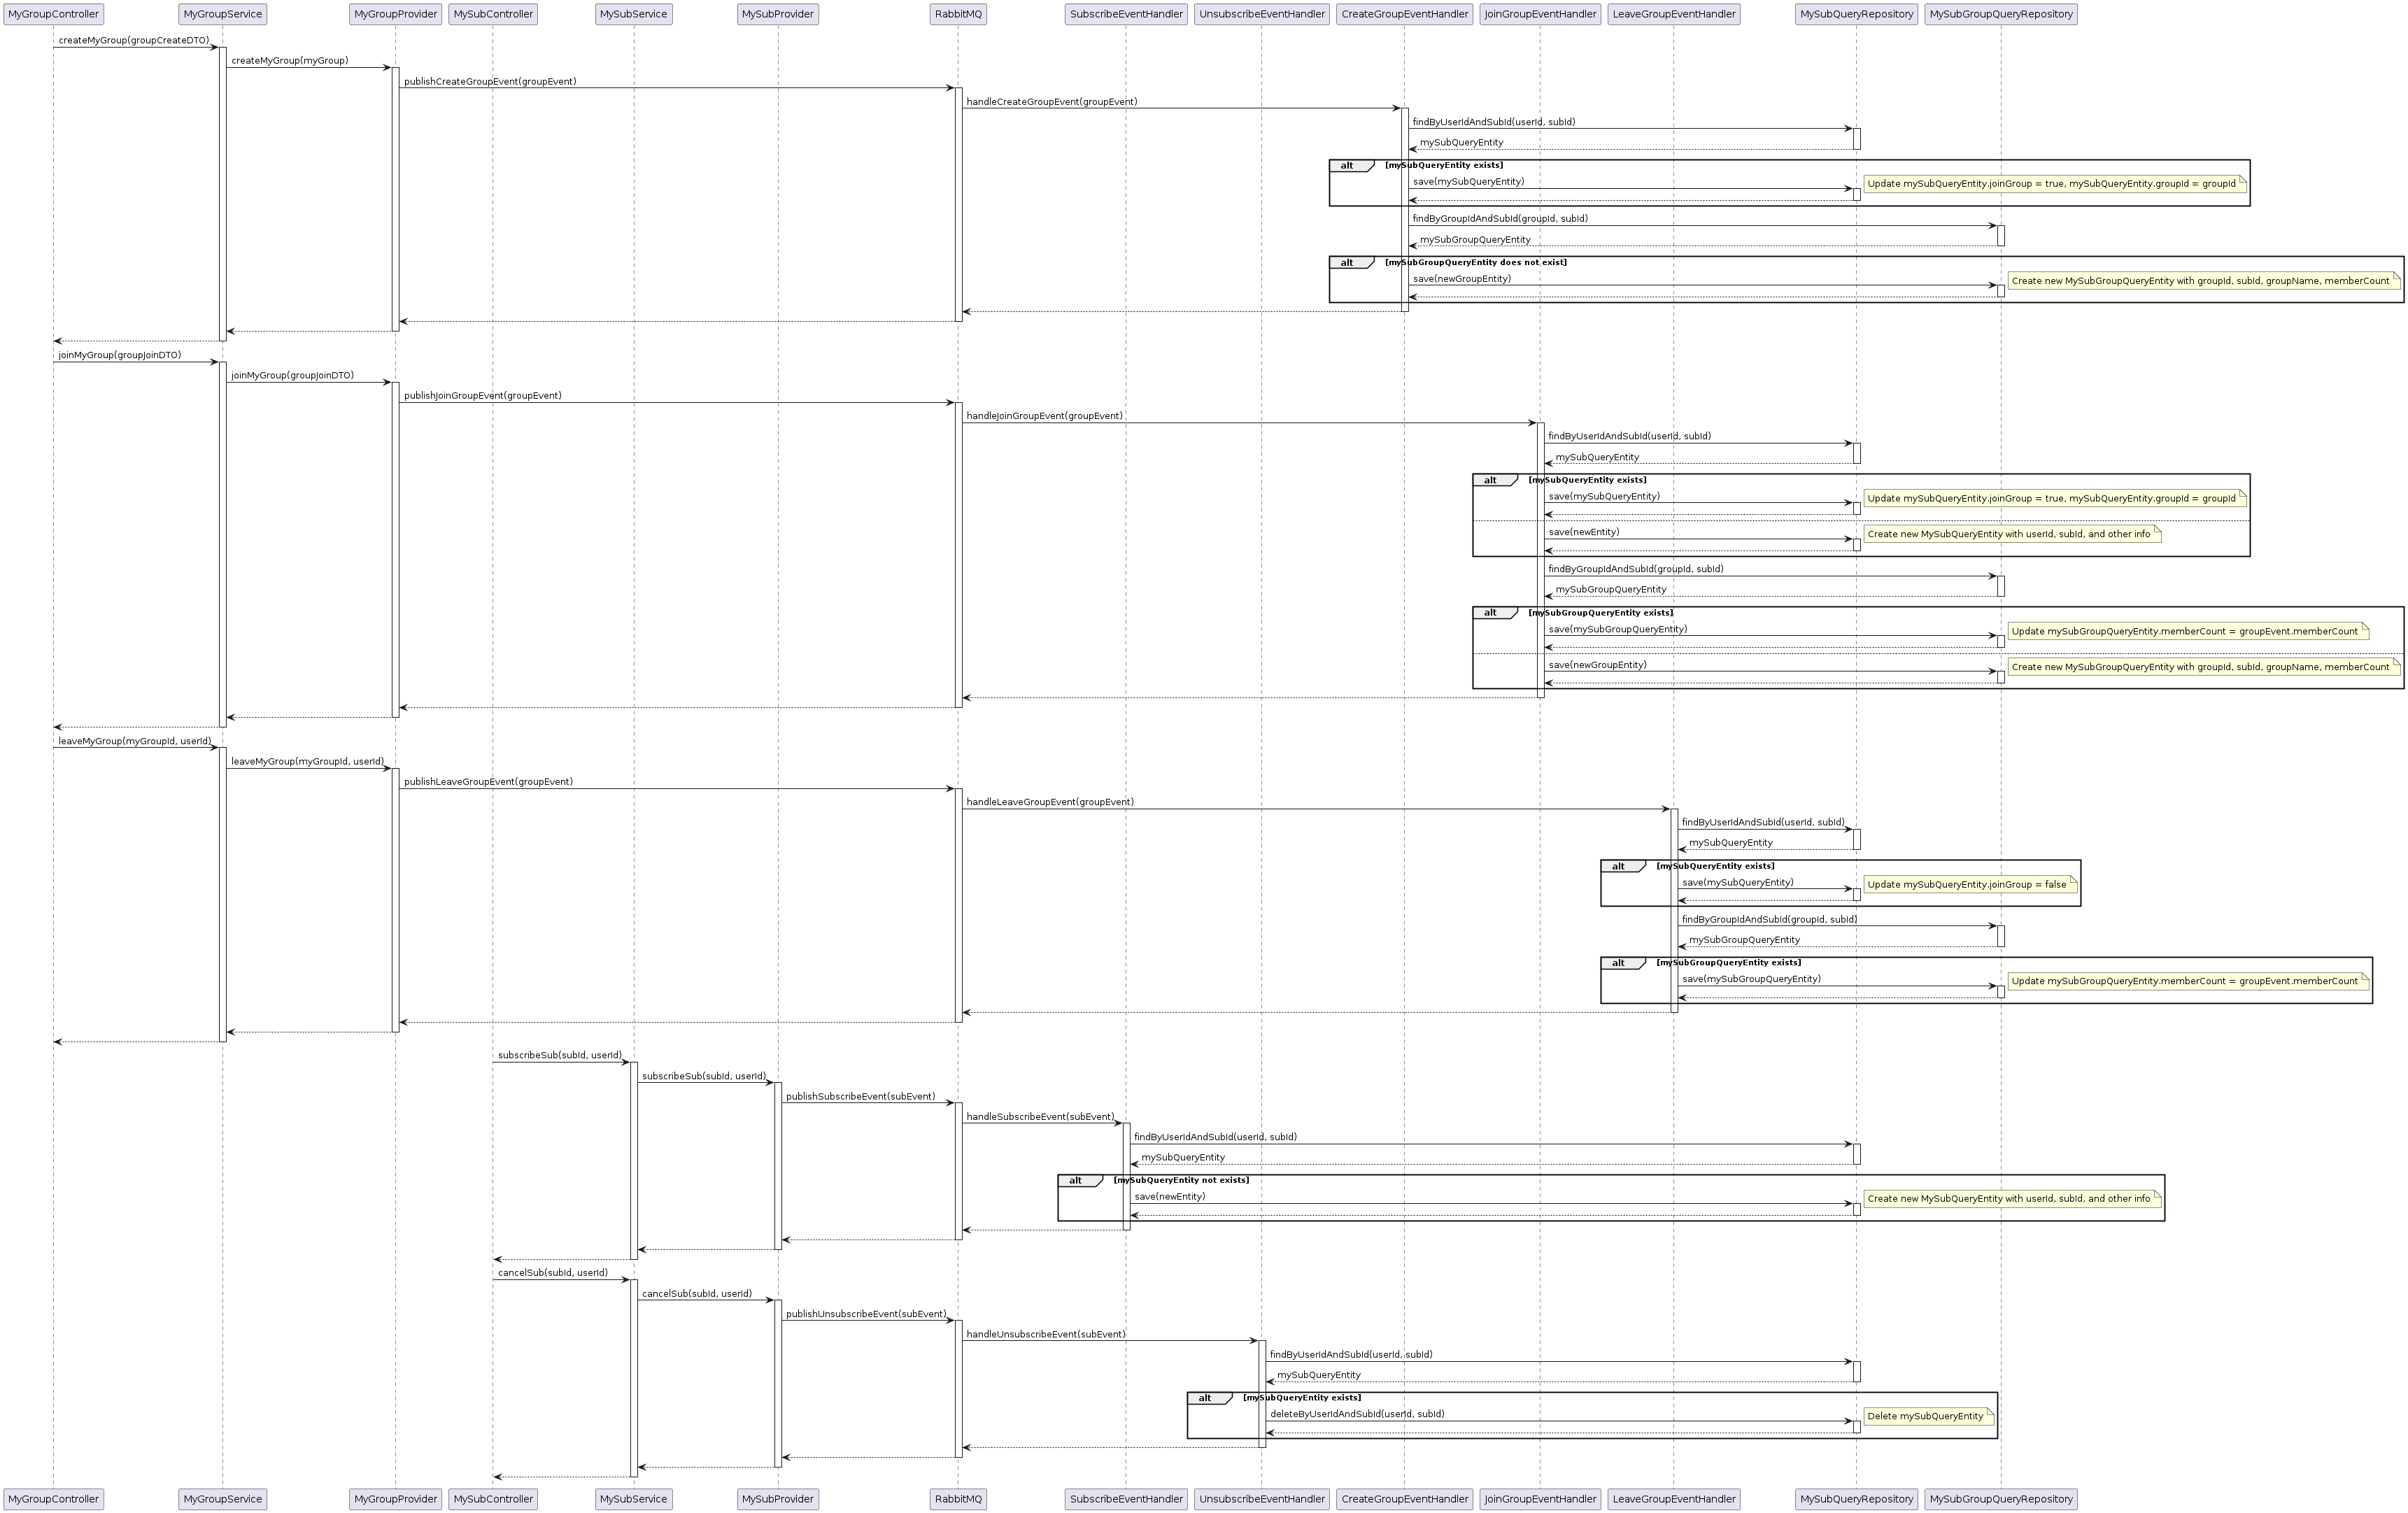 MyGroupController
MyGroupService
MyGroupProvider
MySubController
MySubService
MySubProvider
RabbitMQ
SubscribeEventHandler
UnsubscribeEventHandler
CreateGroupEventHandler
JoinGroupEventHandler
LeaveGroupEventHandler
MySubQueryRepository
MySubGroupQueryRepository
createMyGroup(groupCreateDTO)
createMyGroup(myGroup)
publishCreateGroupEvent(groupEvent)
handleCreateGroupEvent(groupEvent)
findByUserIdAndSubId(userId, subId)
mySubQueryEntity
alt
[mySubQueryEntity exists]
save(mySubQueryEntity)
Update mySubQueryEntity.joinGroup = true, mySubQueryEntity.groupId = groupId
findByGroupIdAndSubId(groupId, subId)
mySubGroupQueryEntity
alt
[mySubGroupQueryEntity does not exist]
save(newGroupEntity)
Create new MySubGroupQueryEntity with groupId, subId, groupName, memberCount
joinMyGroup(groupJoinDTO)
joinMyGroup(groupJoinDTO)
publishJoinGroupEvent(groupEvent)
handleJoinGroupEvent(groupEvent)
findByUserIdAndSubId(userId, subId)
mySubQueryEntity
alt
[mySubQueryEntity exists]
save(mySubQueryEntity)
Update mySubQueryEntity.joinGroup = true, mySubQueryEntity.groupId = groupId
save(newEntity)
Create new MySubQueryEntity with userId, subId, and other info
findByGroupIdAndSubId(groupId, subId)
mySubGroupQueryEntity
alt
[mySubGroupQueryEntity exists]
save(mySubGroupQueryEntity)
Update mySubGroupQueryEntity.memberCount = groupEvent.memberCount
save(newGroupEntity)
Create new MySubGroupQueryEntity with groupId, subId, groupName, memberCount
leaveMyGroup(myGroupId, userId)
leaveMyGroup(myGroupId, userId)
publishLeaveGroupEvent(groupEvent)
handleLeaveGroupEvent(groupEvent)
findByUserIdAndSubId(userId, subId)
mySubQueryEntity
alt
[mySubQueryEntity exists]
save(mySubQueryEntity)
Update mySubQueryEntity.joinGroup = false
findByGroupIdAndSubId(groupId, subId)
mySubGroupQueryEntity
alt
[mySubGroupQueryEntity exists]
save(mySubGroupQueryEntity)
Update mySubGroupQueryEntity.memberCount = groupEvent.memberCount
subscribeSub(subId, userId)
subscribeSub(subId, userId)
publishSubscribeEvent(subEvent)
handleSubscribeEvent(subEvent)
findByUserIdAndSubId(userId, subId)
mySubQueryEntity
alt
[mySubQueryEntity not exists]
save(newEntity)
Create new MySubQueryEntity with userId, subId, and other info
cancelSub(subId, userId)
cancelSub(subId, userId)
publishUnsubscribeEvent(subEvent)
handleUnsubscribeEvent(subEvent)
findByUserIdAndSubId(userId, subId)
mySubQueryEntity
alt
[mySubQueryEntity exists]
deleteByUserIdAndSubId(userId, subId)
Delete mySubQueryEntity
MyGroupController
MyGroupService
MyGroupProvider
MySubController
MySubService
MySubProvider
RabbitMQ
SubscribeEventHandler
UnsubscribeEventHandler
CreateGroupEventHandler
JoinGroupEventHandler
LeaveGroupEventHandler
MySubQueryRepository
MySubGroupQueryRepository